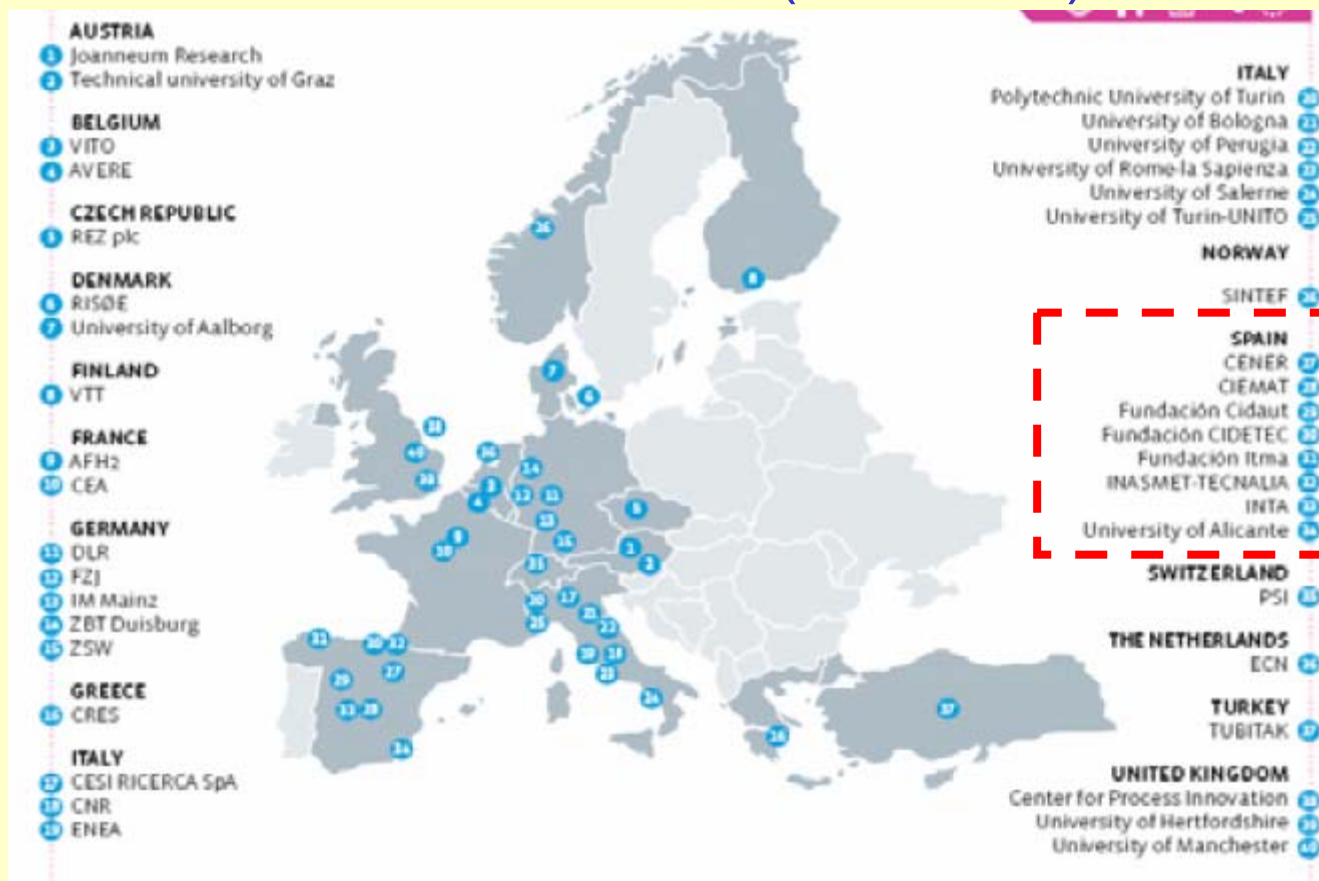 AUSTRIA
1 Joanneum Research
2 Technical university of Graz
BELGIUM
3 VITO
4 AVERE
CZECH REPUBLIC
5 REZ plc
DENMARK
6 RISØE
7 University of Aalborg
FINLAND
8 VTT
FRANCE
9 AFH2
10 CEA
GERMANY
11 DLR
12 FZJ
13 IM Mainz
14 ZBT Duisburg
15 ZSW
GREECE
16 CRES
ITALY
17 CESI RICERCA SpA
18 CNR
19 ENEA
ITALY
Polytechnic University of Turin 20
University of Bologna 21
University of Perugia 22
University of Rome-la Sapienza 23
University of Salerne 24
University of Turin-UNITO 25
NORWAY
SINTEF 26
SPAIN
CENER 27
CIEMAT 28
Fundación Cidaut 29
Fundación CIDETEC 30
Fundación Itma 31
INASMET-TECNALIA 32
INTA 33
University of Alicante 34
SWITZERLAND
PSI 35
THE NETHERLANDS
ECN 36
TURKEY
TUBITAK 37
UNITED KINGDOM
Center for Process Innovation 38
University of Hertfordshire 39
University of Manchester 40